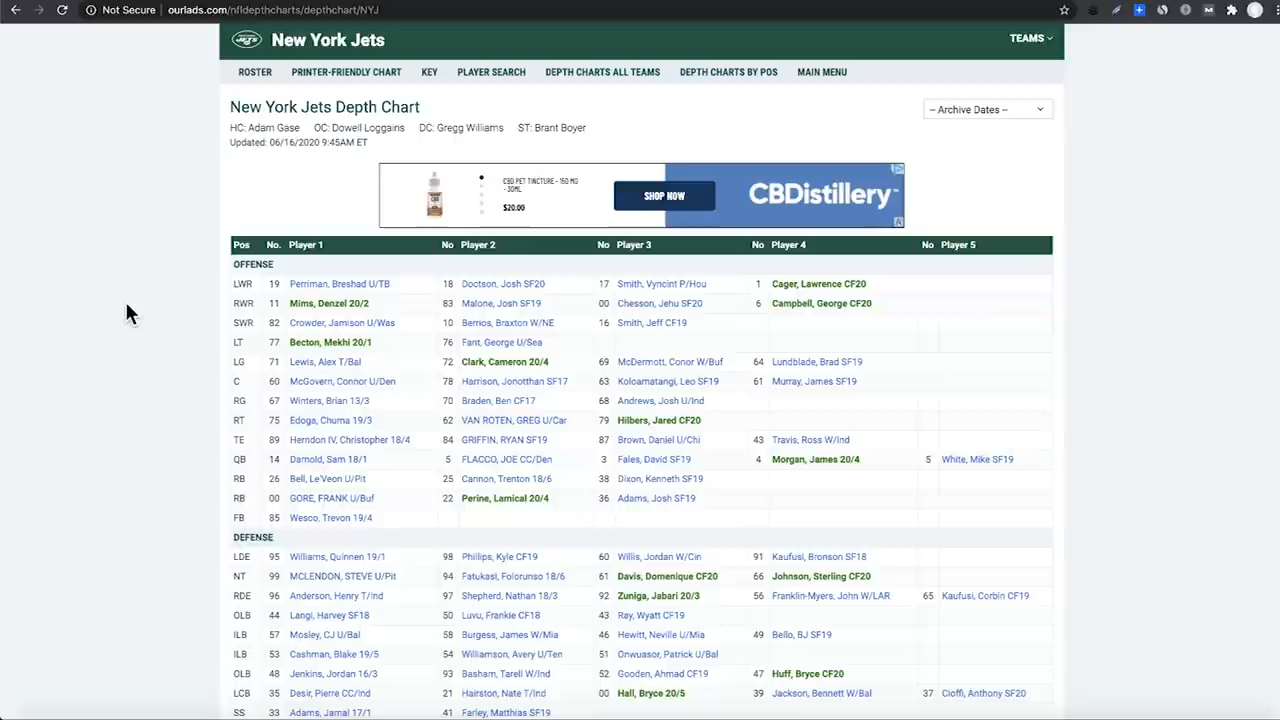 Not Secure | ourlads.com/nfldepthcharts/depthchart/NYJ
JETS New York Jets TEAMS
ROSTER PRINTER-FRIENDLY CHART KEY PLAYER SEARCH DEPTH CHARTS ALL TEAMS DEPTH CHARTS BY POS MAIN MENU
New York Jets Depth Chart -- Archive Dates --
HC: Adam Gase OC: Dowell Loggains DC: Gregg Williams ST: Brant Boyer
Updated: 06/16/2020 9:45AM ET
CBD PET TINCTURE - 150 MG
- 30ML
$20.00
SHOP NOW
CBDistillery™
Pos No. Player 1 No Player 2 No Player 3 No Player 4 No Player 5
OFFENSE
LWR 19 Perriman, Breshad U/TB 18 Doctson, Josh SF20 17 Smith, Vyncint P/Hou 1 Cager, Lawrence CF20
RWR 11 Mims, Denzel 20/2 83 Malone, Josh SF19 00 Chesson, Jehu SF20 6 Campbell, George CF20
SWR 82 Crowder, Jamison U/Was 10 Berrios, Braxton W/NE 16 Smith, Jeff CF19
LT 77 Becton, Mekhi 20/1 76 Fant, George U/Sea
LG 71 Lewis, Alex T/Bal 72 Clark, Cameron 20/4 69 McDermott, Conor W/Buf 64 Lundblade, Brad SF19
C 60 McGovern, Connor U/Den 78 Harrison, Jonotthan SF17 63 Koloamatangi, Leo SF19 61 Murray, James SF19
RG 67 Winters, Brian 13/3 70 Braden, Ben CF17 68 Andrews, Josh U/Ind
RT 75 Edoga, Chuma 19/3 62 VAN ROTEN, GREG U/Car 79 Hilbers, Jared CF20
TE 89 Herndon IV, Christopher 18/4 84 GRIFFIN, RYAN SF19 87 Brown, Daniel U/Chi 43 Travis, Ross W/Ind
QB 14 Darnold, Sam 18/1 5 FLACCO, JOE CC/Den 3 Fales, David SF19 4 Morgan, James 20/4 5 White, Mike SF19
RB 26 Bell, Le'Veon U/Pit 25 Cannon, Trenton 18/6 38 Dixon, Kenneth SF19
RB 00 GORE, FRANK U/Buf 22 Perine, Lamical 20/4 36 Adams, Josh SF19
FB 85 Wesco, Trevon 19/4
DEFENSE
LDE 95 Williams, Quinnen 19/1 98 Phillips, Kyle CF19 60 Willis, Jordan W/Cin 91 Kaufusi, Bronson SF18
NT 99 MCLENDON, STEVE U/Pit 94 Fatukasi, Folorunso 18/6 61 Davis, Domenique CF20 66 Johnson, Sterling CF20
RDE 96 Anderson, Henry T/Ind 97 Shepherd, Nathan 18/3 92 Zuniga, Jabari 20/3 56 Franklin-Myers, John W/LAR 65 Kaufusi, Corbin CF19
OLB 44 Langi, Harvey SF18 50 Luvu, Frankie CF18 43 Ray, Wyatt CF19
ILB 57 Mosley, CJ U/Bal 58 Burgess, James W/Mia 46 Hewitt, Neville U/Mia 49 Bello, BJ SF19
ILB 53 Cashman, Blake 19/5 54 Williamson, Avery U/Ten 51 Onwuasor, Patrick U/Bal
OLB 48 Jenkins, Jordan 16/3 93 Basham, Tarell W/Ind 52 Gooden, Ahmad CF19 47 Huff, Bryce CF20
LCB 35 Desir, Pierre CC/Ind 21 Hairston, Nate T/Ind 00 Hall, Bryce 20/5 39 Jackson, Bennett W/Bal 37 Cioffi, Anthony SF20
SS 33 Adams, Jamal 17/1 41 Farley, Matthias SF19